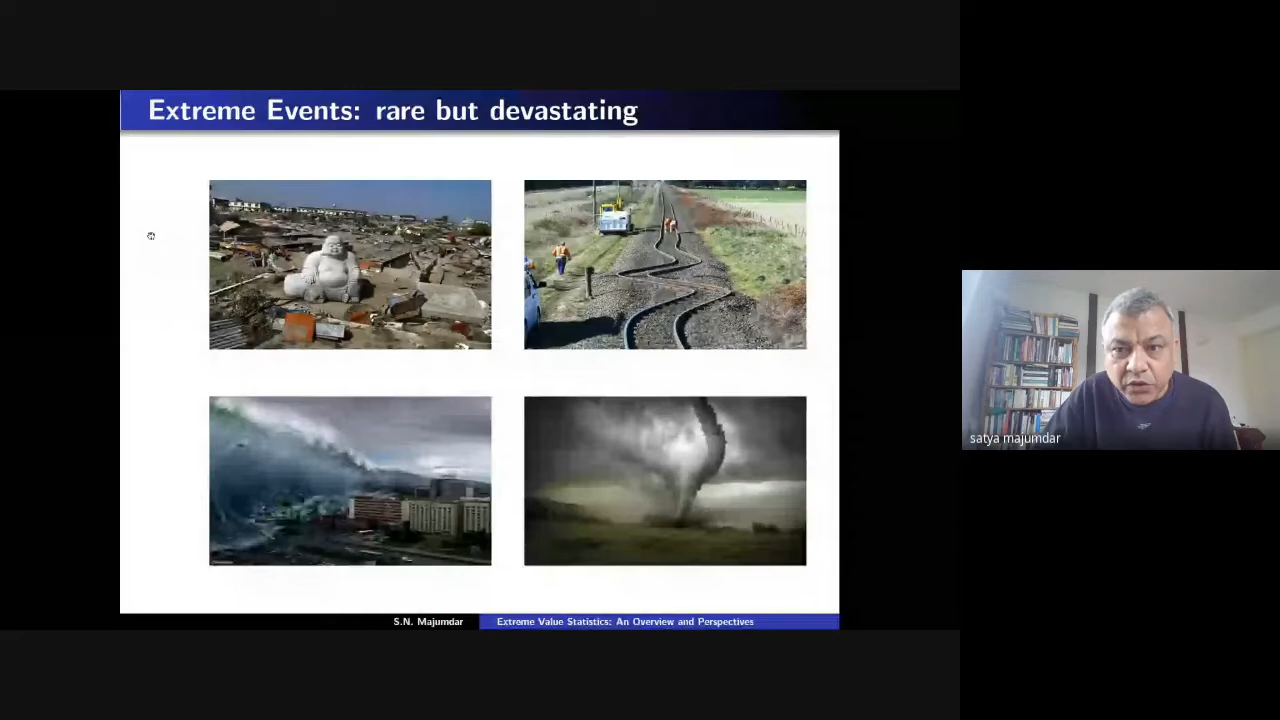 Extreme Events: rare but devastating
satya majumdar
S.N. Majumdar
Extreme Value Statistics: An Overview and Perspectives